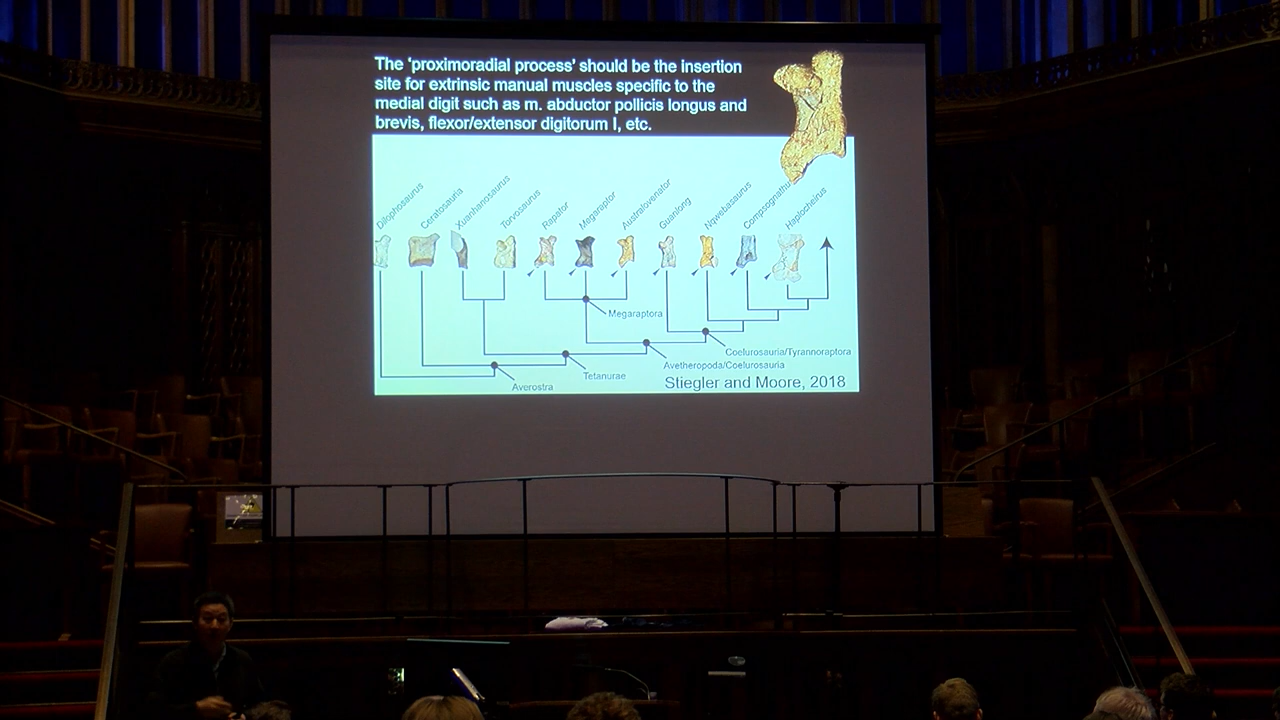 The 'proximoradial process' should be the insertion
site for extrinsic manual muscles specific to the
medial digit such as m. abductor pollicis longus and
brevis, flexor/extensor digitorum I, etc.
Dilophosaurus
Ceratosauria
Xuanhanosaurus
Torvosaurus
Rapator
Megaraptor
Australovenator
Guanlong
Nqwebasaurus
Compsognathu
Haplocheirus
Megaraptora
Coelurosauria/Tyrannoraptora
Avetheropoda/Coelurosauria
Tetanurae
Averostra
Stiegler and Moore, 2018